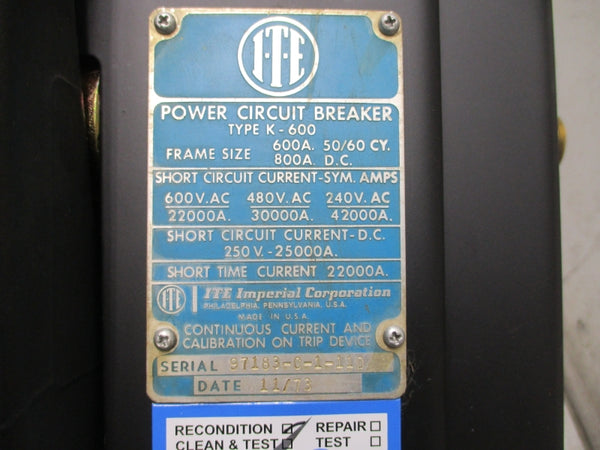 I-T-E
POWER CIRCUIT BREAKER
TYPE K-600
FRAME SIZE 600A. 50/60 CY.
800A. D.C.
SHORT CIRCUIT CURRENT-SYM. AMPS
600V.AC 480V.AC 240V.AC
22000A. 30000A. 42000A.
SHORT CIRCUIT CURRENT-D.C.
250V.-25000A.
SHORT TIME CURRENT 22000A.
ITE ITE Imperial Corporation
PHILADELPHIA, PENNSYLVANIA, U.S.A.
MADE IN U.S.A.
CONTINUOUS CURRENT AND
CALIBRATION ON TRIP DEVICE
SERIAL
DATE 11/73
RECONDITION REPAIR
CLEAN & TEST TEST